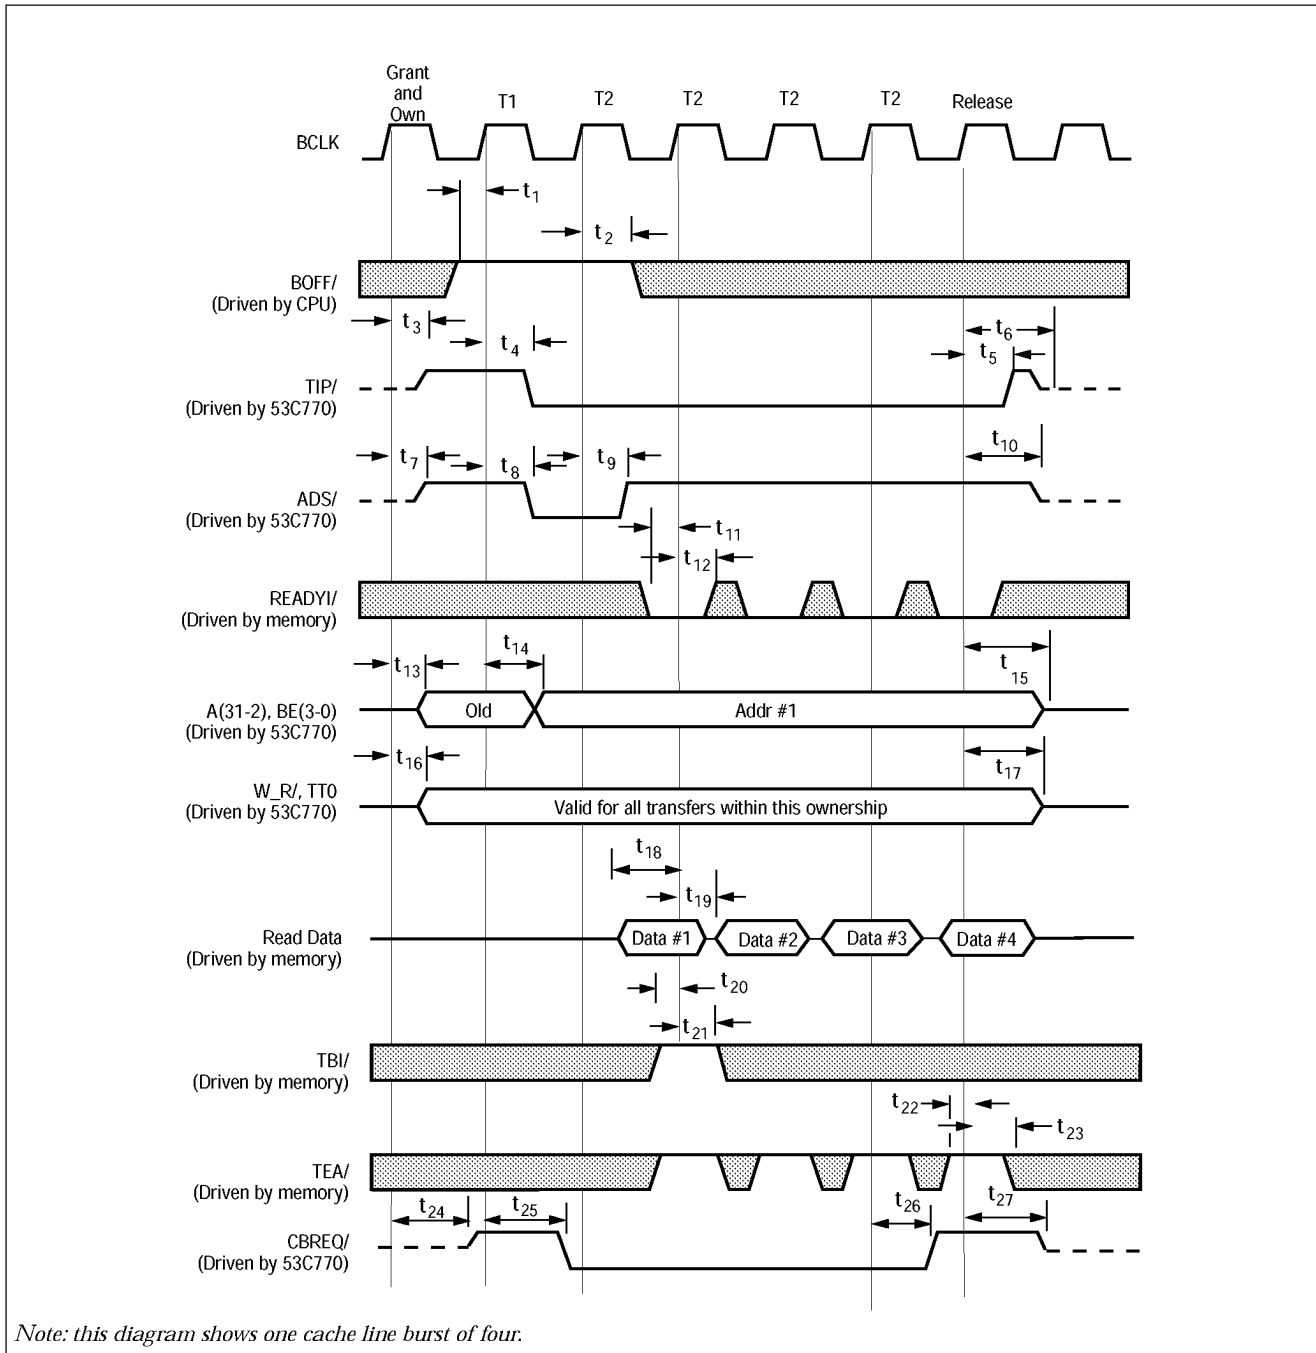 Grant
and
Own
T1
T2
T2
T2
T2
Release
BCLK
t1
t2
BOFF/
(Driven by CPU)
t3
t4
t6
t5
TIP/
(Driven by 53C770)
t7
t8
t9
t10
ADS/
(Driven by 53C770)
t11
t12
READYI/
(Driven by memory)
t13
t14
t15
A(31-2), BE(3-0)
(Driven by 53C770)
Old
Addr #1
t16
t17
W_R/, TT0
(Driven by 53C770)
Valid for all transfers within this ownership
t18
t19
Read Data
(Driven by memory)
Data #1
Data #2
Data #3
Data #4
t20
t21
TBI/
(Driven by memory)
t22
t23
TEA/
(Driven by memory)
t24
t25
t26
t27
CBREQ/
(Driven by 53C770)
Note: this diagram shows one cache line burst of four.